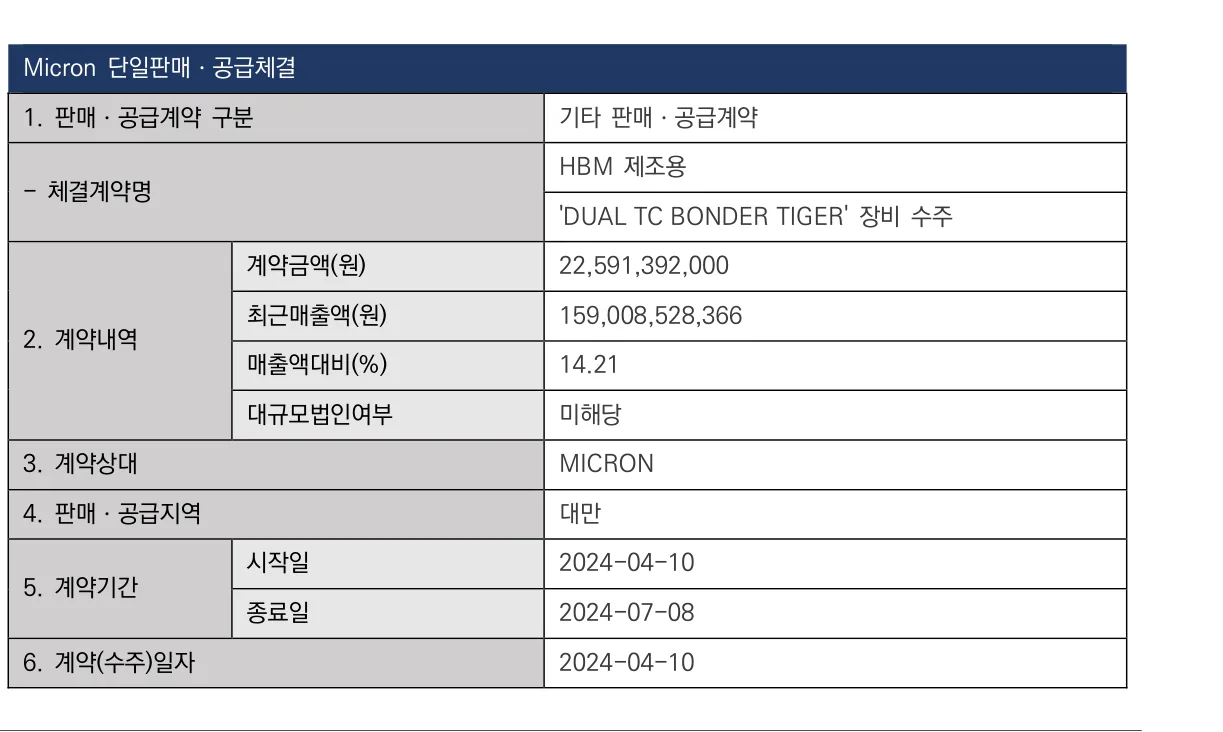 Micron 단일판매·공급체결
1. 판매·공급계약 구분
기타 판매·공급계약
- 체결계약명
HBM 제조용
'DUAL TC BONDER TIGER' 장비 수주
2. 계약내역
계약금액(원)
22,591,392,000
최근매출액(원)
159,008,528,366
매출액대비(%)
14.21
대규모법인여부
미해당
3. 계약상대
MICRON
4. 판매·공급지역
대만
5. 계약기간
시작일
2024-04-10
종료일
2024-07-08
6. 계약(수주)일자
2024-04-10